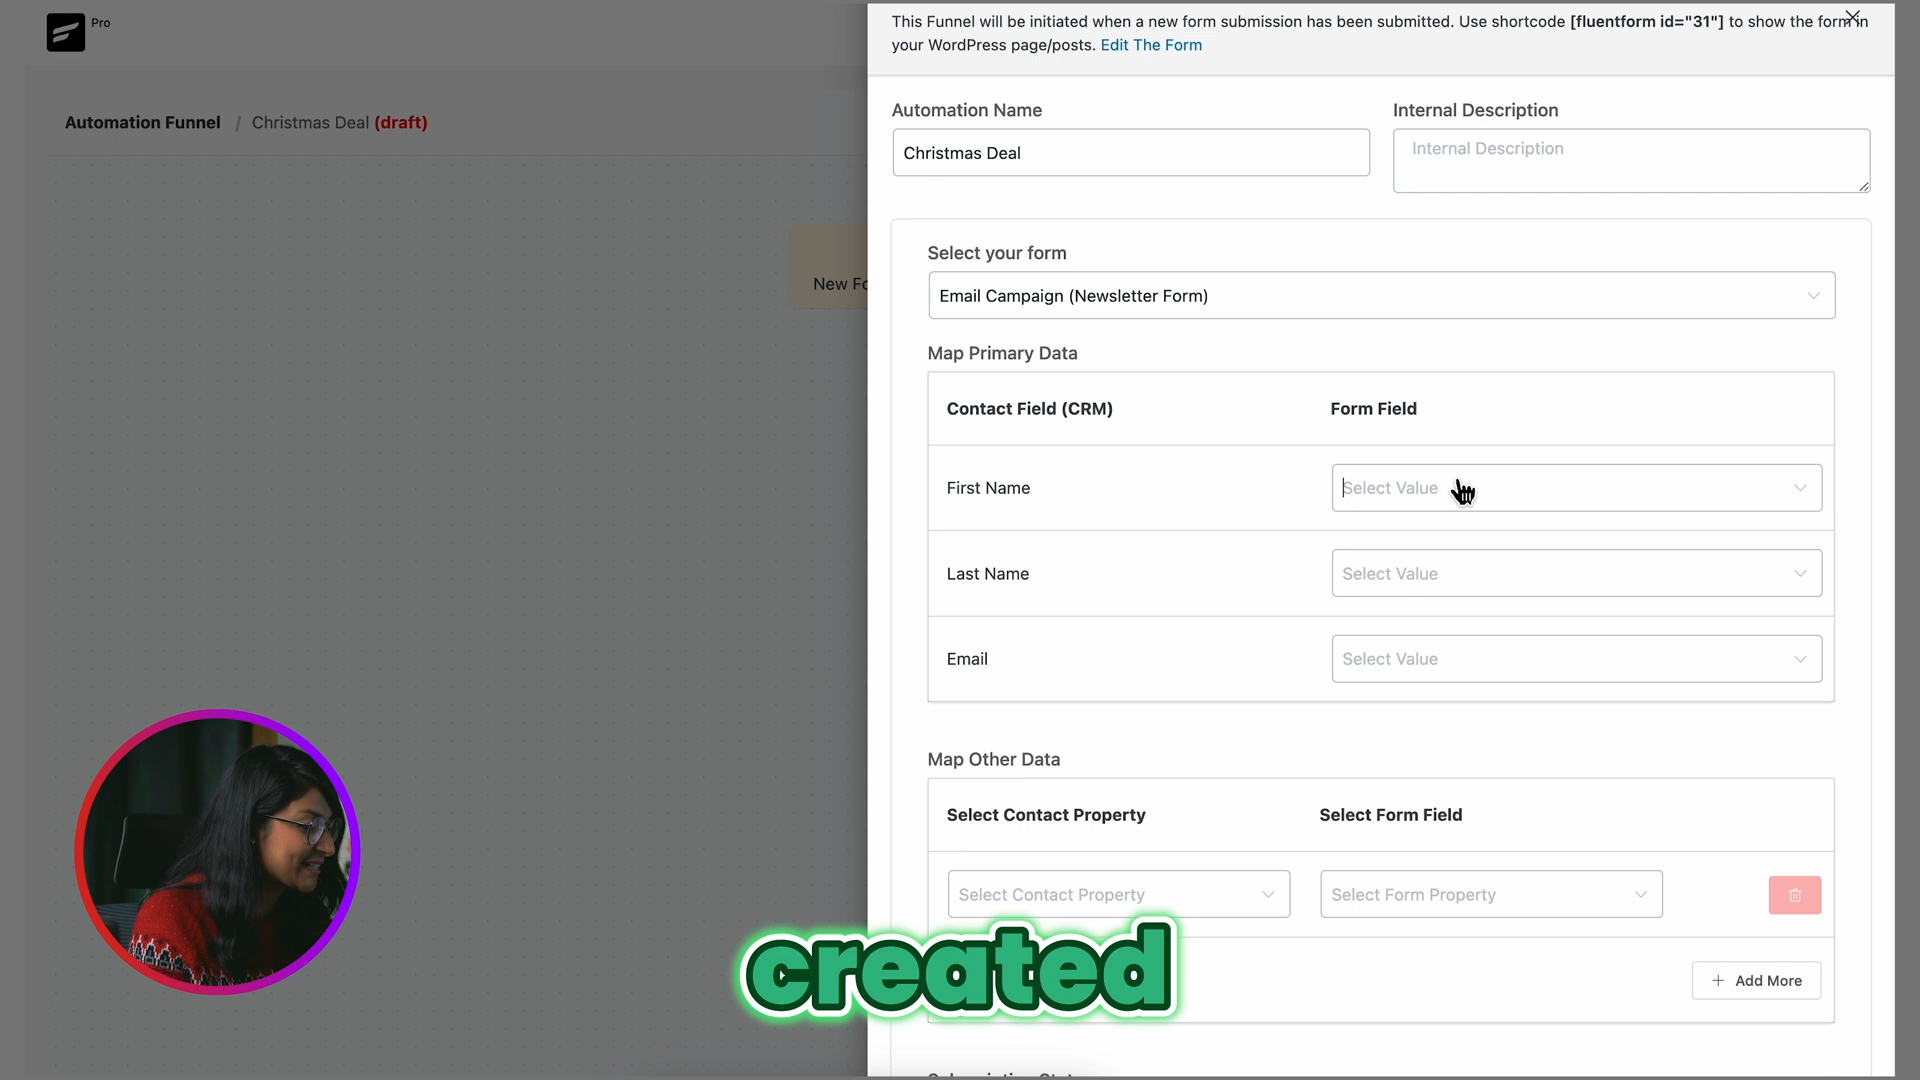 Pro
This Funnel will be initiated when a new form submission has been submitted. Use shortcode [fluentform id="31"] to show the form in
your WordPress page/posts. Edit The Form
Automation Funnel / Christmas Deal (draft)
Automation Name
Internal Description
Christmas Deal
Internal Description
Select your form
Email Campaign (Newsletter Form)
New Fo
Map Primary Data
Contact Field (CRM)
Form Field
First Name
Select Value
Last Name
Select Value
Email
Select Value
Map Other Data
Select Contact Property
Select Form Field
Select Contact Property
Select Form Property
created
+ Add More